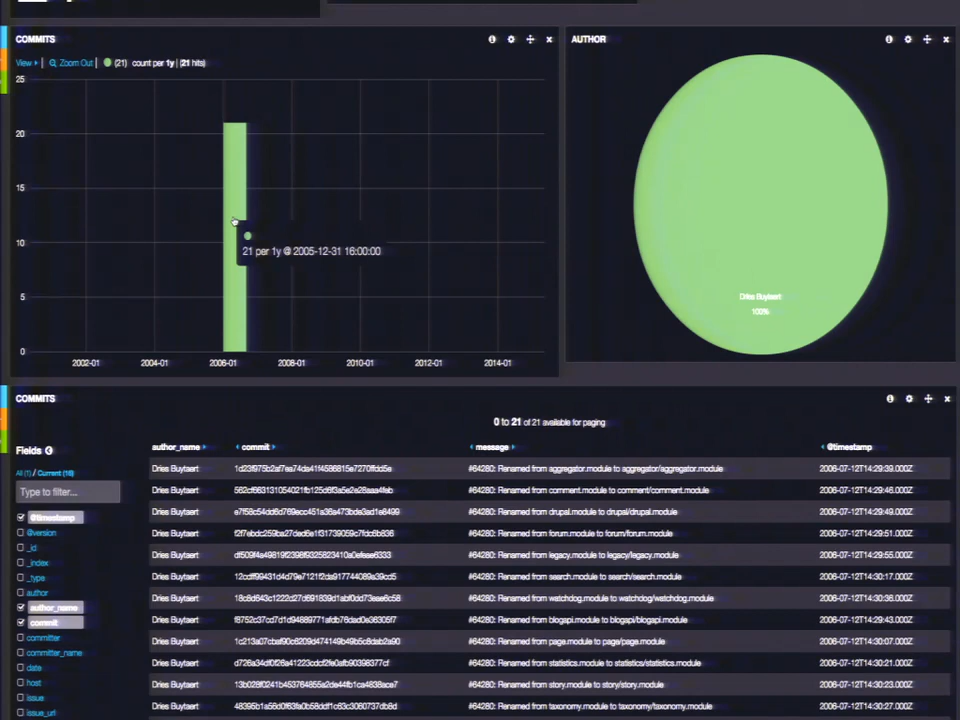 COMMITS
View | Zoom Out | (21) count per 1y | (21 hits)
25
20
15
10
5
0
21 per 1y @ 2005-12-31 16:00:00
2002-01 2004-01 2006-01 2008-01 2010-01 2012-01 2014-01
AUTHOR
Dries Buytaert
100%
COMMITS
0 to 21 of 21 available for paging
Fields
All (1) / Current (18)
Type to filter...
@timestamp
@version
_id
_index
_type
author
author_name
commit
committer
committer_name
date
host
issue
issue_url
author_name commit message @timestamp
Dries Buytaert #64280: Renamed from aggregator.module to aggregator/aggregator.module 2006-07-12T14:29:39.000Z
Dries Buytaert #64280: Renamed from comment.module to comment/comment.module 2006-07-12T14:29:46.000Z
Dries Buytaert #64280: Renamed from drupal.module to drupal/drupal.module 2006-07-12T14:29:49.000Z
Dries Buytaert #64280: Renamed from forum.module to forum/forum.module 2006-07-12T14:29:51.000Z
Dries Buytaert #64280: Renamed from legacy.module to legacy/legacy.module 2006-07-12T14:29:55.000Z
Dries Buytaert #64280: Renamed from search.module to search/search.module 2006-07-12T14:30:17.000Z
Dries Buytaert #64280: Renamed from watchdog.module to watchdog/watchdog.module 2006-07-12T14:30:36.000Z
Dries Buytaert #64280: Renamed from blogapi.module to blogapi/blogapi.module 2006-07-12T14:29:43.000Z
Dries Buytaert #64280: Renamed from page.module to page/page.module 2006-07-12T14:30:07.000Z
Dries Buytaert #64280: Renamed from statistics.module to statistics/statistics.module 2006-07-12T14:30:21.000Z
Dries Buytaert #64280: Renamed from story.module to story/story.module 2006-07-12T14:30:23.000Z
Dries Buytaert #64280: Renamed from taxonomy.module to taxonomy/taxonomy.module 2006-07-12T14:30:27.000Z